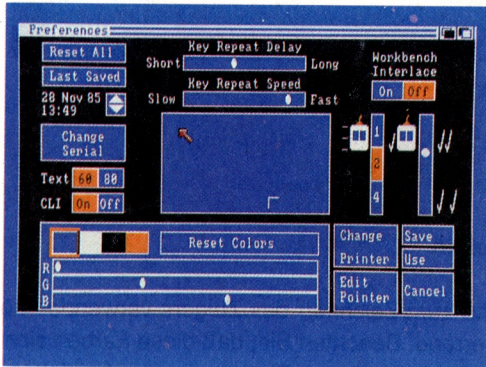 Preferences
Reset All
Last Saved
28 Nov 85
13:49
Change
Serial
Text 60 80
CLI On Off
Key Repeat Delay
Short Long
Key Repeat Speed
Slow Fast
Workbench
Interlace
On Off
1
2
4
Reset Colors
R
G
B
Change
Printer
Edit
Pointer
Save
Use
Cancel